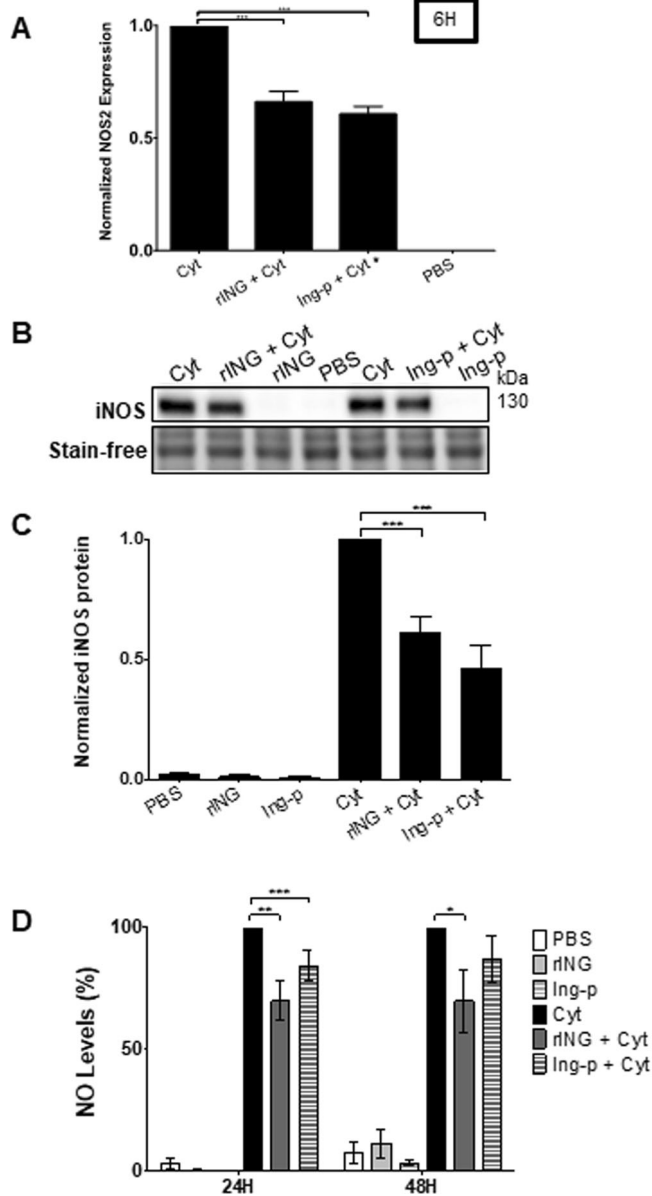 A
6H
*** ***
Normalized NOS2 Expression
1.0
0.5
0.0
Cyt
rING + Cyt
Ing-p + Cyt *
PBS
B
Cyt rING + Cyt rING PBS Cyt Ing-p + Cyt Ing-p
kDa
iNOS 130
Stain-free
C
***
***
Normalized iNOS protein
1.0
0.5
0.0
PBS rING Ing-p Cyt rING + Cyt Ing-p + Cyt
D
***
** *
NO Levels (%)
100
50
0
24H 48H
PBS
rING
Ing-p
Cyt
rING + Cyt
Ing-p + Cyt